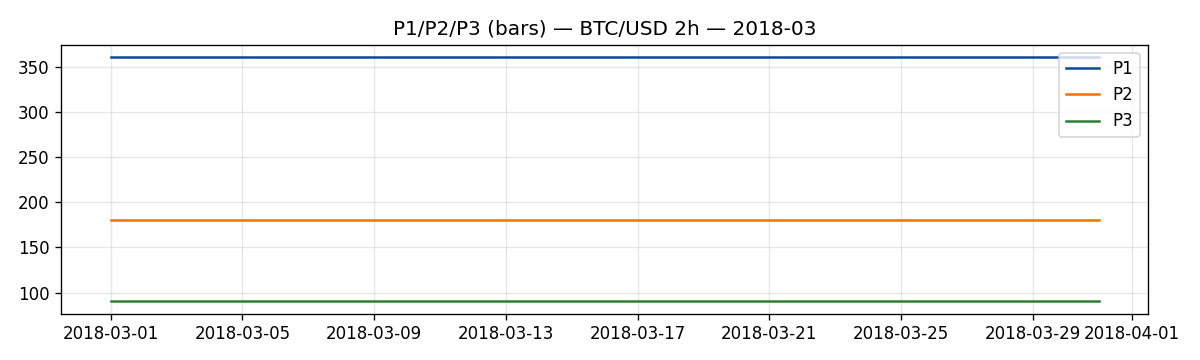 P1/P2/P3 (bars) — BTC/USD 2h — 2018-03
350
300
250
200
150
100
P1
P2
P3
2018-03-01 2018-03-05 2018-03-09 2018-03-13 2018-03-17 2018-03-21 2018-03-25 2018-03-29 2018-04-01